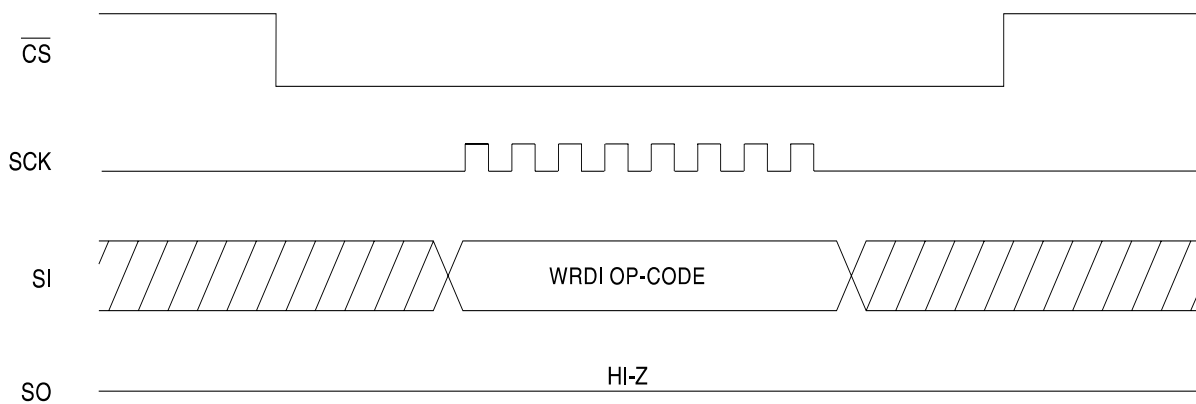 CS
SCK
SI
WRDI OP-CODE
HI-Z
SO